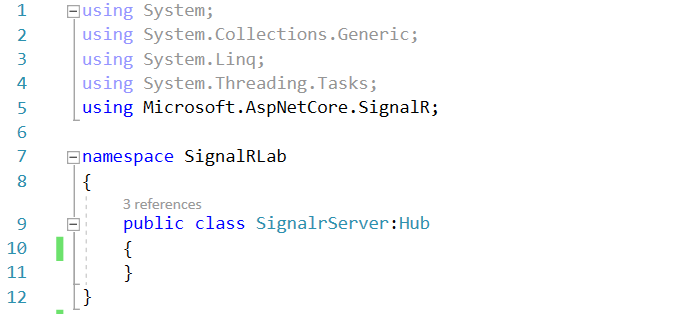 1 using System;
2 using System.Collections.Generic;
3 using System.Linq;
4 using System.Threading.Tasks;
5 using Microsoft.AspNetCore.SignalR;
6
7 namespace SignalRLab
8 {
3 references
9 public class SignalrServer:Hub
10 {
11 }
12 }